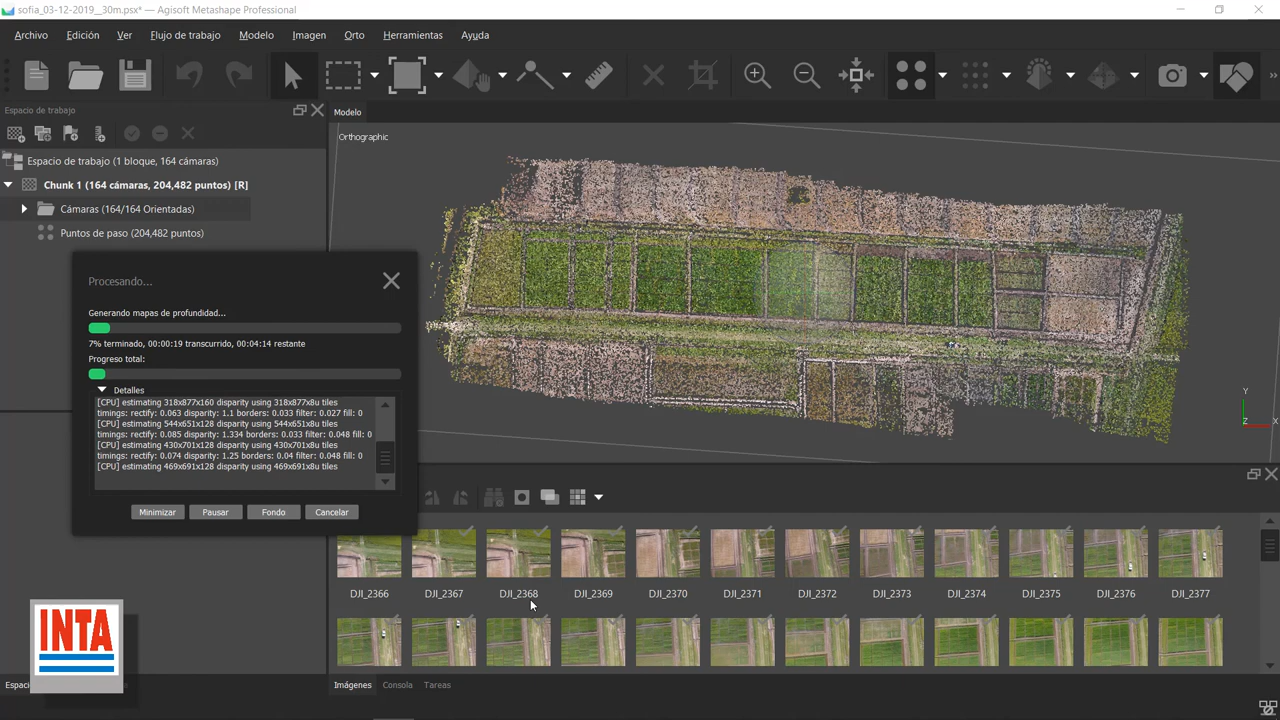 sofia_03-12-2019__30m.psx* — Agisoft Metashape Professional
Archivo Edición Ver Flujo de trabajo Modelo Imagen Orto Herramientas Ayuda
Espacio de trabajo
Modelo
Orthographic
Espacio de trabajo (1 bloque, 164 cámaras)
Chunk 1 (164 cámaras, 204,482 puntos) [R]
Cámaras (164/164 Orientadas)
Puntos de paso (204,482 puntos)
Procesando...
Generando mapas de profundidad...
7% terminado, 00:00:19 transcurrido, 00:04:14 restante
Progreso total:
Detalles
[CPU] estimating 318x877x160 disparity using 318x877x8u tiles
timings: rectify: 0.063 disparity: 1.1 borders: 0.033 filter: 0.027 fill: 0
[CPU] estimating 544x651x128 disparity using 544x651x8u tiles
timings: rectify: 0.085 disparity: 1.334 borders: 0.033 filter: 0.048 fill: 0
[CPU] estimating 430x701x128 disparity using 430x701x8u tiles
timings: rectify: 0.074 disparity: 1.25 borders: 0.04 filter: 0.048 fill: 0
[CPU] estimating 469x691x128 disparity using 469x691x8u tiles
Minimizar Pausar Fondo Cancelar
Y
Z X
DJI_2366 DJI_2367 DJI_2368 DJI_2369 DJI_2370 DJI_2371 DJI_2372 DJI_2373 DJI_2374 DJI_2375 DJI_2376 DJI_2377
INTA
Espaci
Imágenes Consola Tareas